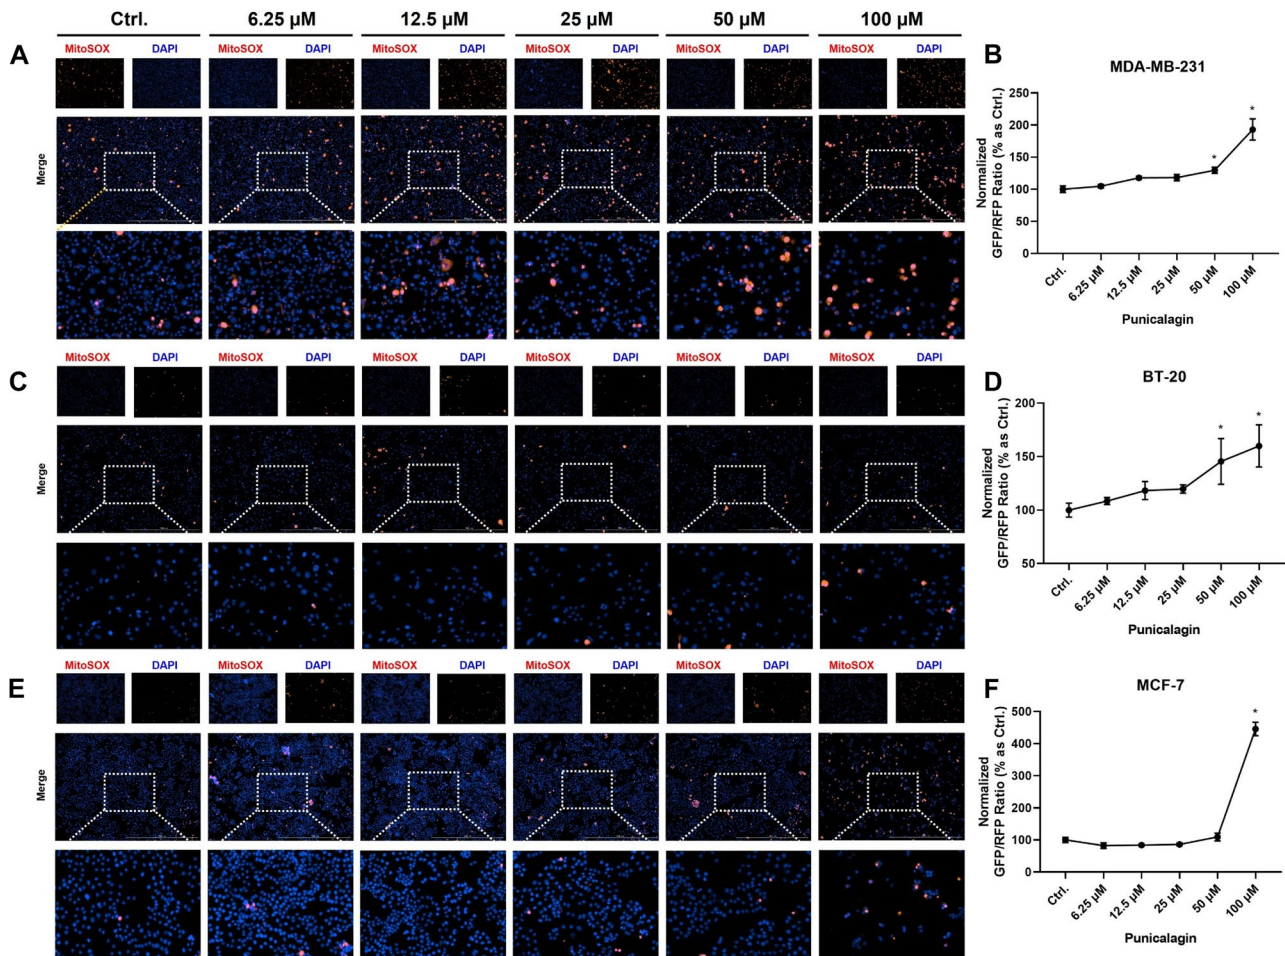 Ctrl. 6.25 µM 12.5 µM 25 µM 50 µM 100 µM
A
MitoSOX DAPI MitoSOX DAPI MitoSOX DAPI MitoSOX DAPI MitoSOX DAPI MitoSOX DAPI
Merge
B
MDA-MB-231
Normalized
GFP/RFP Ratio (% as Ctrl.)
250
200
150
100
50
0
*
*
Ctrl. 6.25 µM 12.5 µM 25 µM 50 µM 100 µM
Punicalagin
C
MitoSOX DAPI MitoSOX DAPI MitoSOX DAPI MitoSOX DAPI MitoSOX DAPI MitoSOX DAPI
Merge
D
BT-20
Normalized
GFP/RFP Ratio (% as Ctrl.)
200
150
100
50
*
*
Ctrl. 6.25 µM 12.5 µM 25 µM 50 µM 100 µM
Punicalagin
E
MitoSOX DAPI MitoSOX DAPI MitoSOX DAPI MitoSOX DAPI MitoSOX DAPI MitoSOX DAPI
Merge
F
MCF-7
Normalized
GFP/RFP Ratio (% as Ctrl.)
500
400
300
200
100
0
*
Ctrl. 6.25 µM 12.5 µM 25 µM 50 µM 100 µM
Punicalagin